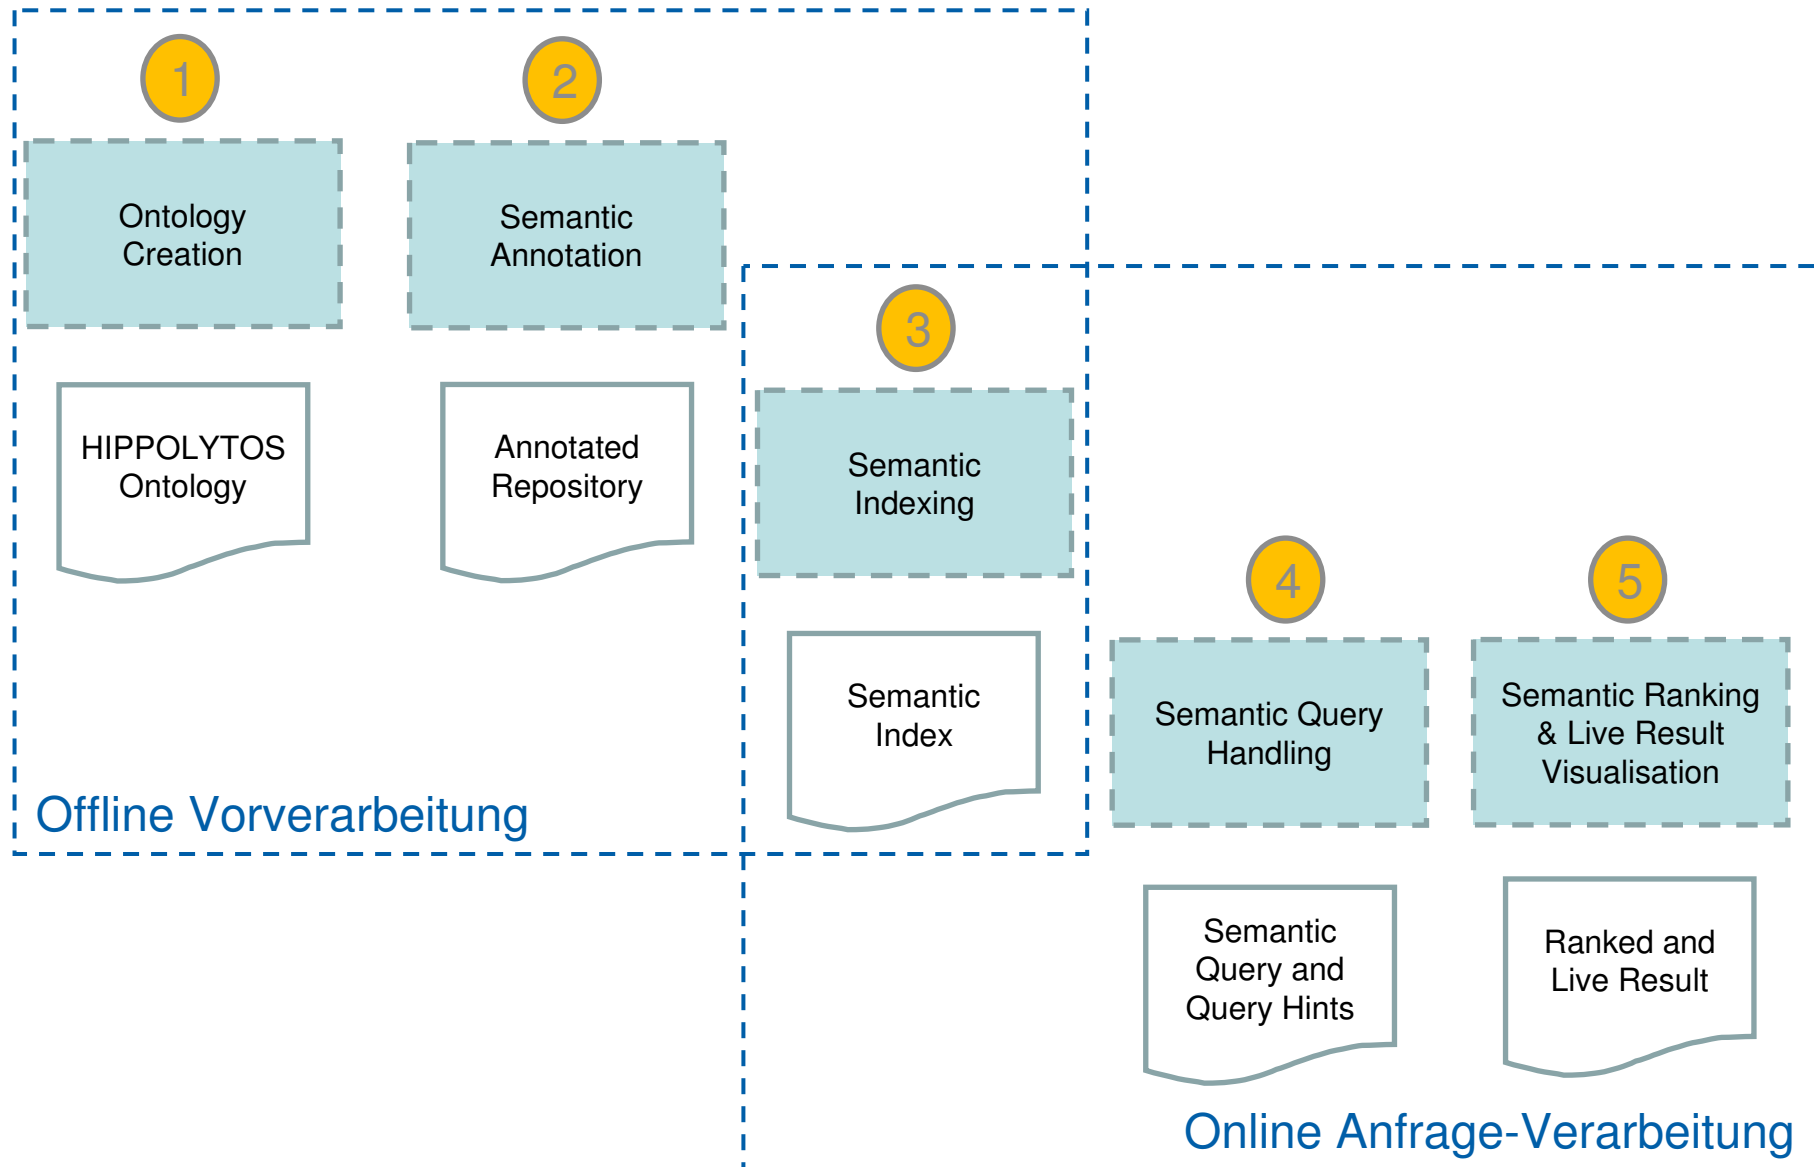 1
Ontology
Creation
HIPPOLYTOS
Ontology
2
Semantic
Annotation
Annotated
Repository
3
Semantic
Indexing
Semantic
Index
Offline Vorverarbeitung
4
Semantic Query
Handling
Semantic
Query and
Query Hints
5
Semantic Ranking
& Live Result
Visualisation
Ranked and
Live Result
Online Anfrage-Verarbeitung